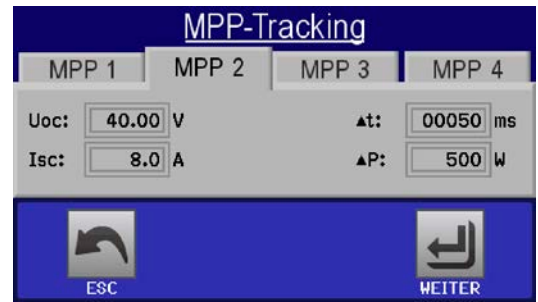 MPP-Tracking
MPP 1 MPP 2 MPP 3 MPP 4
Uoc: 40.00 V ▲t: 00050 ms
Isc: 8.0 A ▲P: 500 W
ESC WEITER